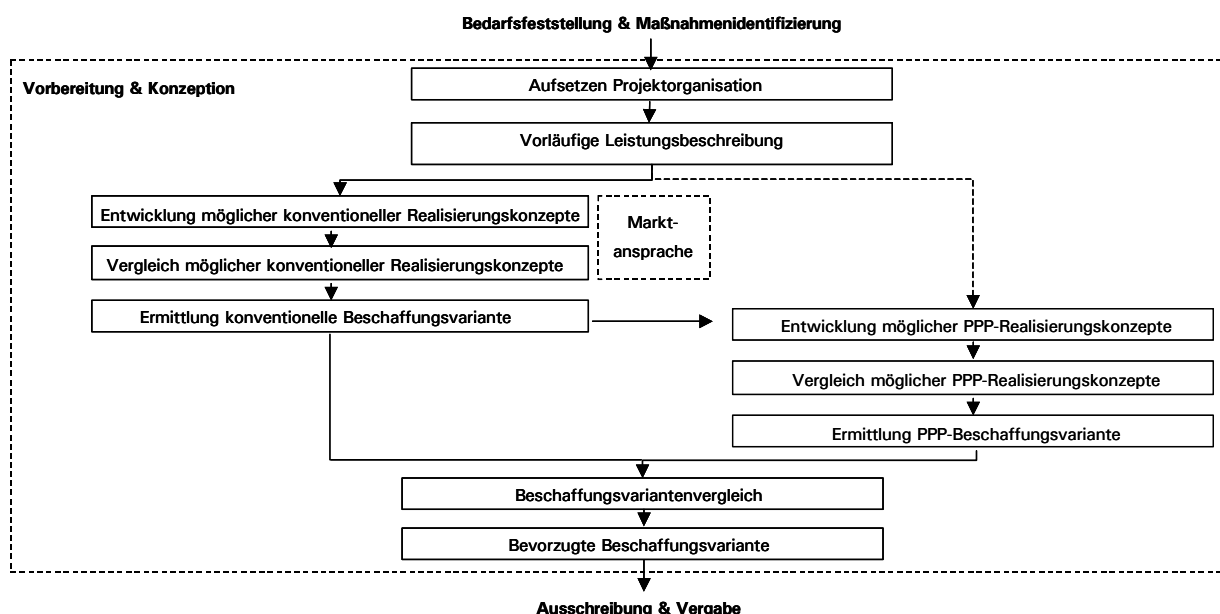 Bedarfsfeststellung & Maßnahmenidentifizierung
Vorbereitung & Konzeption
Aufsetzen Projektorganisation
Vorläufige Leistungsbeschreibung
Entwicklung möglicher konventioneller Realisierungskonzepte
Vergleich möglicher konventioneller Realisierungskonzepte
Ermittlung konventionelle Beschaffungsvariante
Markt-
ansprache
Entwicklung möglicher PPP-Realisierungskonzepte
Vergleich möglicher PPP-Realisierungskonzepte
Ermittlung PPP-Beschaffungsvariante
Beschaffungsvariantenvergleich
Bevorzugte Beschaffungsvariante
Ausschreibung & Vergabe